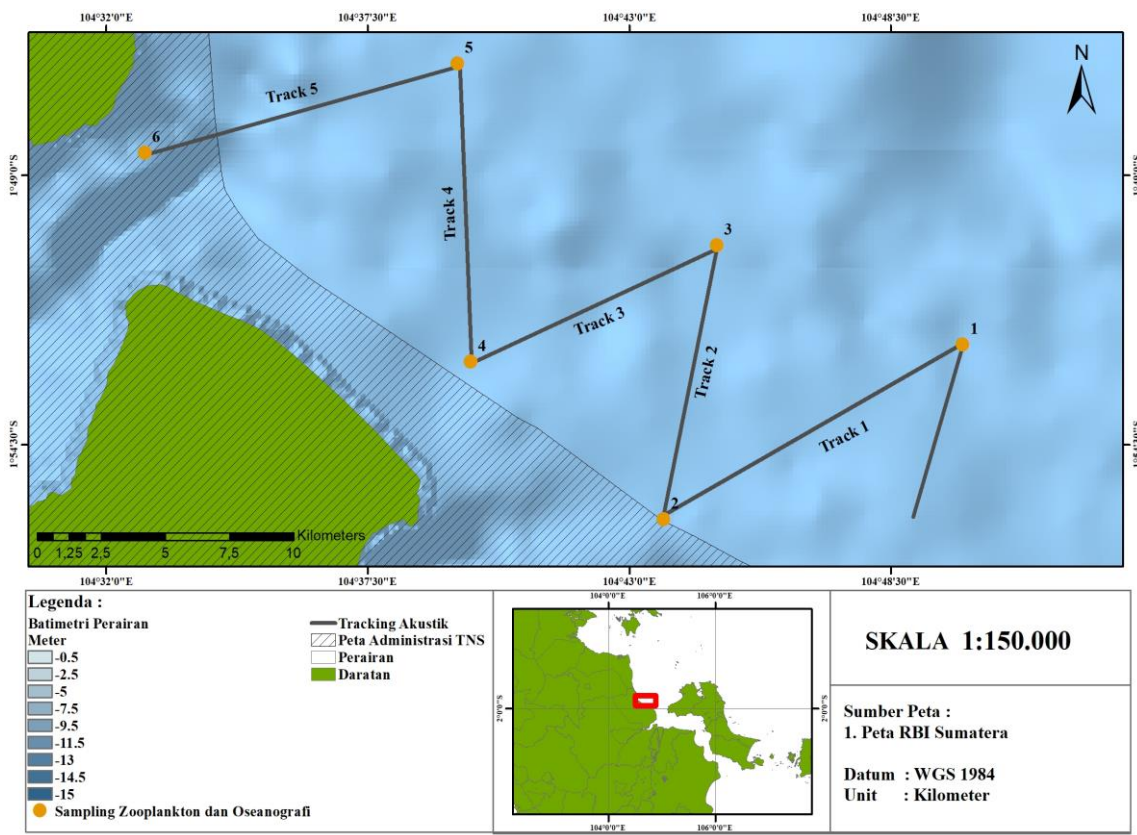 104°32'0"E 104°37'30"E 104°43'0"E 104°48'30"E
N
5
Track 5
6
1°49'0"S 1°49'0"S
Track 4
3
Track 3
4
Track 2
1
Track 1
1°54'30"S 1°54'30"S
2
Kilometers
0 1,25 2,5 5 7,5 10
104°32'0"E 104°37'30"E 104°43'0"E 104°48'30"E
Legenda :
Batimetri Perairan
Meter
-0.5
-2.5
-5
-7.5
-9.5
-11.5
-13
-14.5
-15
Sampling Zooplankton dan Oseanografi
Tracking Akustik
Peta Administrasi TNS
Perairan
Daratan
104°0'0"E 106°0'0"E
2°0'0"S 2°0'0"S
104°0'0"E 106°0'0"E
SKALA 1:150.000
Sumber Peta :
1. Peta RBI Sumatera
Datum : WGS 1984
Unit : Kilometer